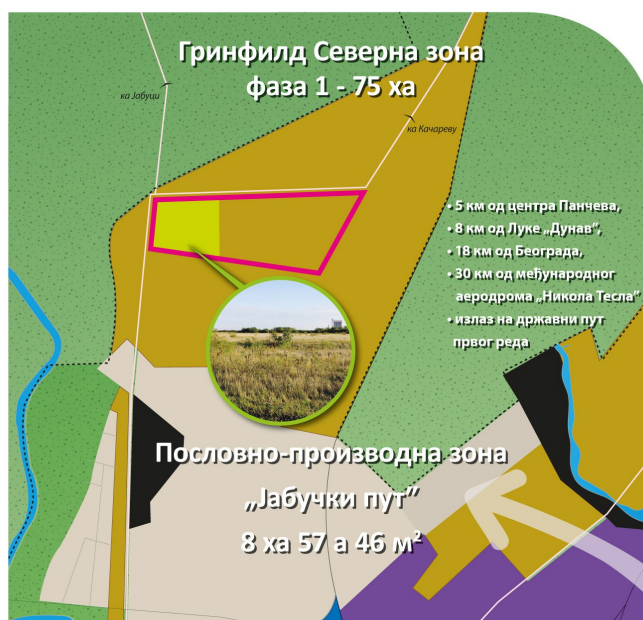 Гринфилд Северна зона
фаза 1 - 75 ха
ка Јабуци
ка Качареву
• 5 км од центра Панчева,
• 8 км од Луке „Дунав”,
• 18 км од Београда,
• 30 км од међународног
аеродрома „Никола Тесла”
• излаз на државни пут
првог реда
Пословно-производна зона
„Јабучки пут”
8 ха 57 а 46 м²